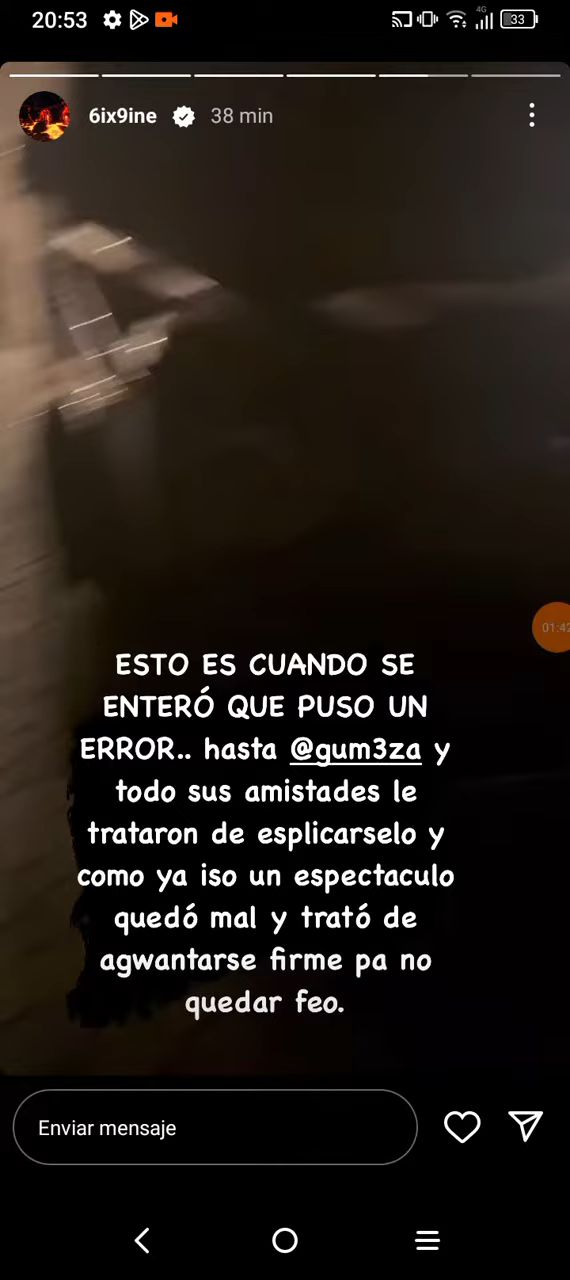 20:53
4G
33
6ix9ine 38 min
ESTO ES CUANDO SE
ENTERÓ QUE PUSO UN
ERROR.. hasta @gum3za y
todo sus amistades le
trataron de esplicarselo y
como ya iso un espectaculo
quedó mal y trató de
agwantarse firme pa no
quedar feo.
01:42
Enviar mensaje